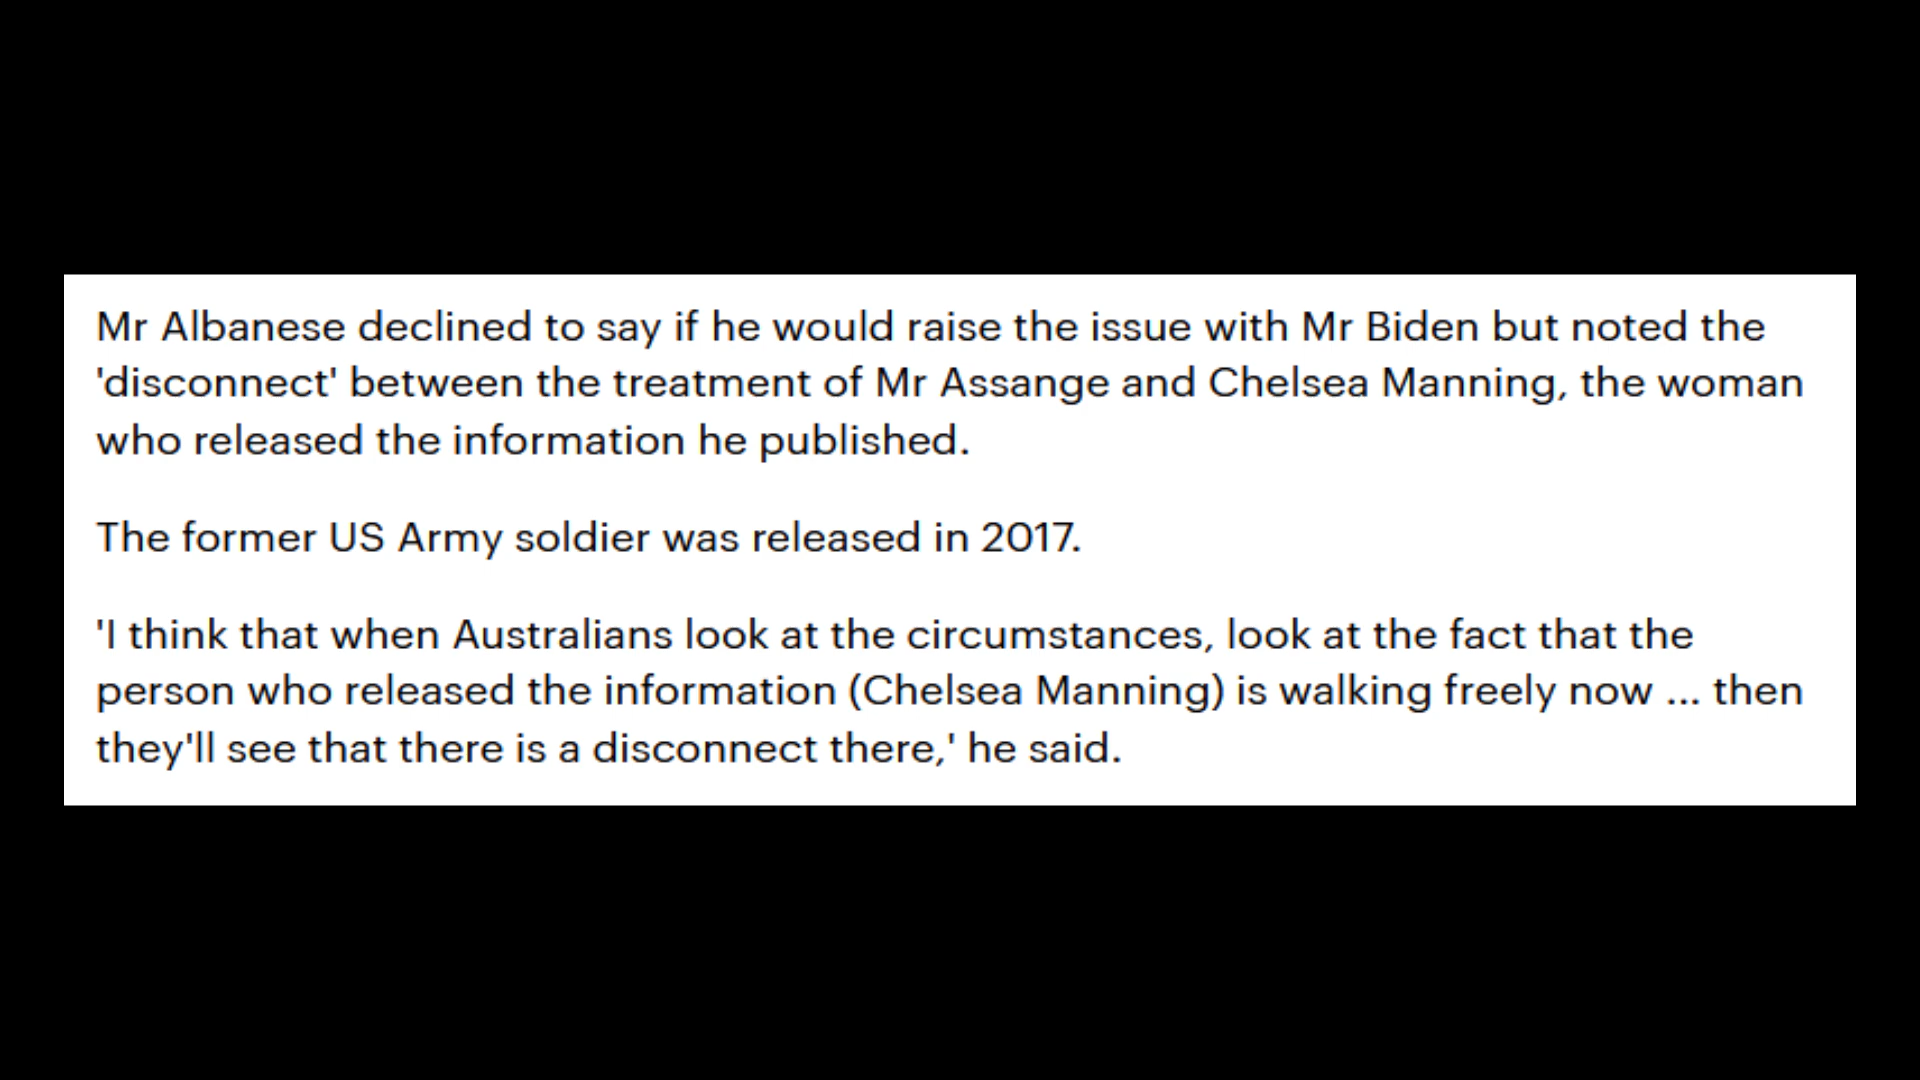 Mr Albanese declined to say if he would raise the issue with Mr Biden but noted the
'disconnect' between the treatment of Mr Assange and Chelsea Manning, the woman
who released the information he published.
The former US Army soldier was released in 2017.
'I think that when Australians look at the circumstances, look at the fact that the
person who released the information (Chelsea Manning) is walking freely now ... then
they'll see that there is a disconnect there,' he said.